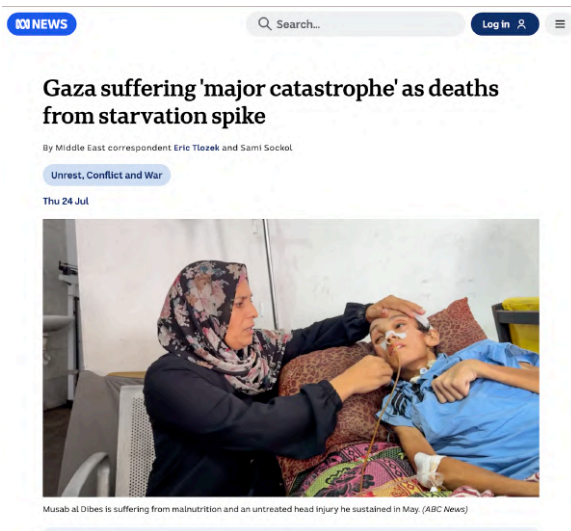 NEWS
Search...
Log in
Gaza suffering 'major catastrophe' as deaths
from starvation spike
By Middle East correspondent Eric Tlozek and Sami Sockol
Unrest, Conflict and War
Thu 24 Jul
Musab al Dibes is suffering from malnutrition and an untreated head injury he sustained in May. (ABC News)